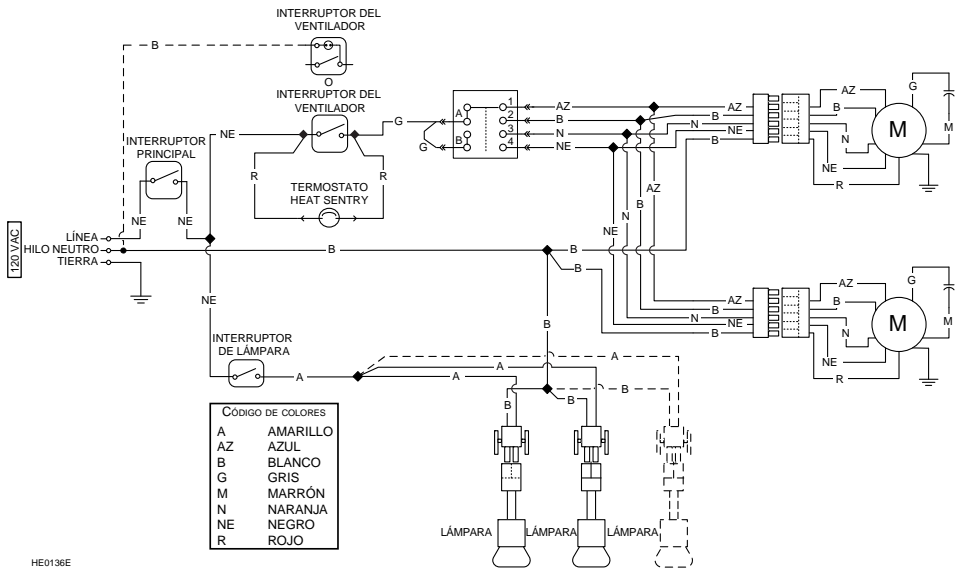 INTERRUPTOR DEL
VENTILADOR
B
O
INTERRUPTOR DEL
VENTILADOR
NE
G
A
B
G
1
2
3
4
AZ
B
N
NE
AZ
B
N
NE
B
AZ
B
N
NE
R
G
M
M
INTERRUPTOR
PRINCIPAL
R
R
TERMOSTATO
HEAT SENTRY
NE
NE
AZ
B
N
NE
120 VAC
LÍNEA
HILO NEUTRO
TIERRA
B
B
B
NE
B
AZ
B
N
NE
B
AZ
B
N
NE
R
G
M
M
INTERRUPTOR
DE LÁMPARA
A
A
A
A
B
B
B
CÓDIGO DE COLORES
A AMARILLO
AZ AZUL
B BLANCO
G GRIS
M MARRÓN
N NARANJA
NE NEGRO
R ROJO
LÁMPARA
LÁMPARA
LÁMPARA
HE0136E